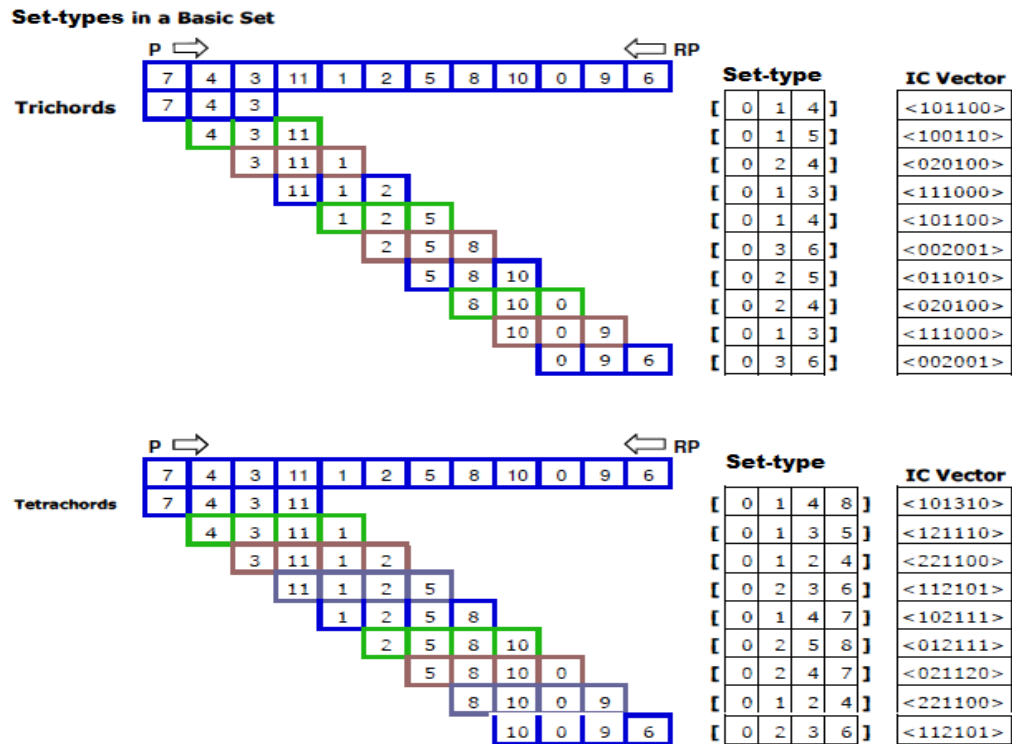 Set-types in a Basic Set
P RP
7 4 3 11 1 2 5 8 10 0 9 6 Set-type IC Vector
Trichords 7 4 3 [ 0 1 4 ] <101100>
4 3 11 [ 0 1 5 ] <100110>
3 11 1 [ 0 2 4 ] <020100>
11 1 2 [ 0 1 3 ] <111000>
1 2 5 [ 0 1 4 ] <101100>
2 5 8 [ 0 3 6 ] <002001>
5 8 10 [ 0 2 5 ] <011010>
8 10 0 [ 0 2 4 ] <020100>
10 0 9 [ 0 1 3 ] <111000>
0 9 6 [ 0 3 6 ] <002001>
P RP
7 4 3 11 1 2 5 8 10 0 9 6 Set-type IC Vector
Tetrachords 7 4 3 11 [ 0 1 4 8 ] <101310>
4 3 11 1 [ 0 1 3 5 ] <121110>
3 11 1 2 [ 0 1 2 4 ] <221100>
11 1 2 5 [ 0 2 3 6 ] <112101>
1 2 5 8 [ 0 1 4 7 ] <102111>
2 5 8 10 [ 0 2 5 8 ] <012111>
5 8 10 0 [ 0 2 4 7 ] <021120>
8 10 0 9 [ 0 1 2 4 ] <221100>
10 0 9 6 [ 0 2 3 6 ] <112101>